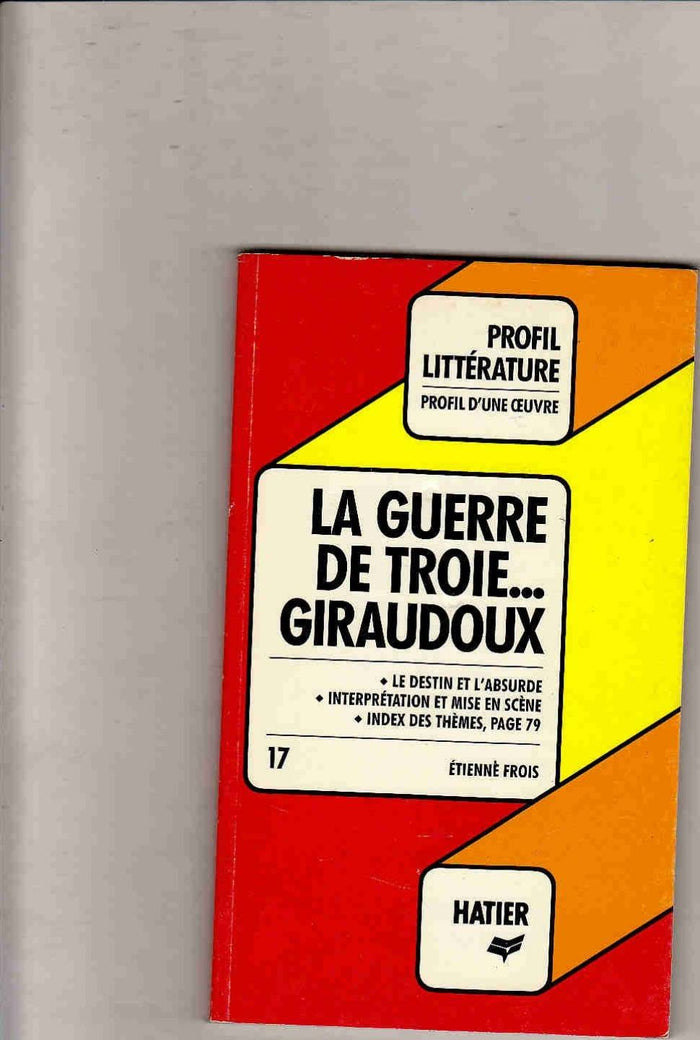 PROFIL
LITTÉRATURE
PROFIL D'UNE ŒUVRE
LA GUERRE
DE TROIE...
GIRAUDOUX
◆ LE DESTIN ET L'ABSURDE
◆ INTERPRÉTATION ET MISE EN SCÈNE
◆ INDEX DES THÈMES, PAGE 79
17
ÉTIENNE FROIS
HATIER